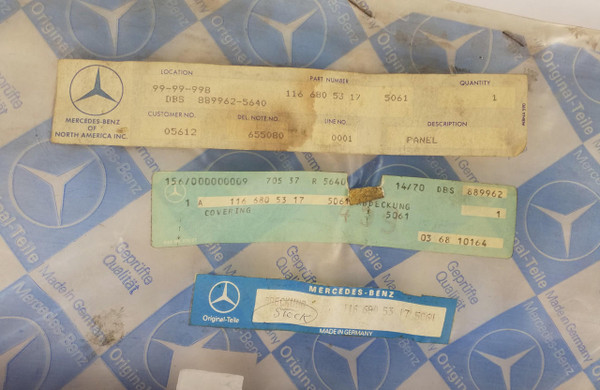 LOCATION PART NUMBER QUANTITY
99-99-998 116 680 53 17 5061 1
DBS 889962-5640
CUSTOMER NO. DEL. NOTE NO. LINE NO. DESCRIPTION
05612 655080 0001 PANEL
MERCEDES-BENZ
OF
NORTH AMERICA INC.
156/000000009 705 37 R 5640 14/70 DBS 689962
1 A 116 680 53 17 5061 1
COVERING 5061
03 68 10164
MERCEDES-BENZ
STOCK
116 680 53 17 5061
Original-Teile
MADE IN GERMANY
Mercedes-Benz
Original-Teile
Geprüfte
Qualität
Made in Germany